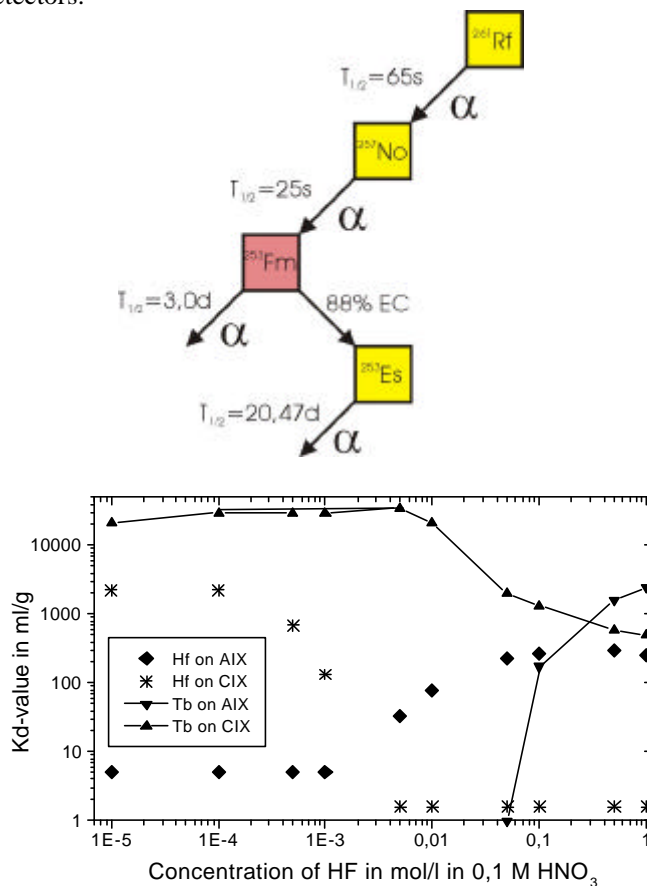 etectors.
²⁶¹Rf
T₁/₂=65s
α
²⁵⁷No
T₁/₂=25s
α
²⁵³Fm
T₁/₂=3,0d
α
88% EC
²⁵³Es
T₁/₂=20,47d
α
Kd-value in ml/g
10000
1000
100
10
1
Hf on AIX
Hf on CIX
Tb on AIX
Tb on CIX
1E-5 1E-4 1E-3 0,01 0,1 1
Concentration of HF in mol/l in 0,1 M HNO₃